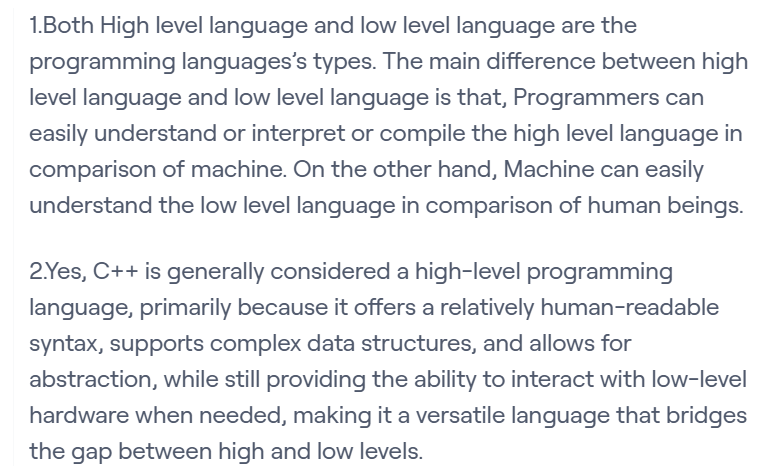 1.Both High level language and low level language are the
programming languages’s types. The main difference between high
level language and low level language is that, Programmers can
easily understand or interpret or compile the high level language in
comparison of machine. On the other hand, Machine can easily
understand the low level language in comparison of human beings.
2.Yes, C++ is generally considered a high-level programming
language, primarily because it offers a relatively human-readable
syntax, supports complex data structures, and allows for
abstraction, while still providing the ability to interact with low-level
hardware when needed, making it a versatile language that bridges
the gap between high and low levels.